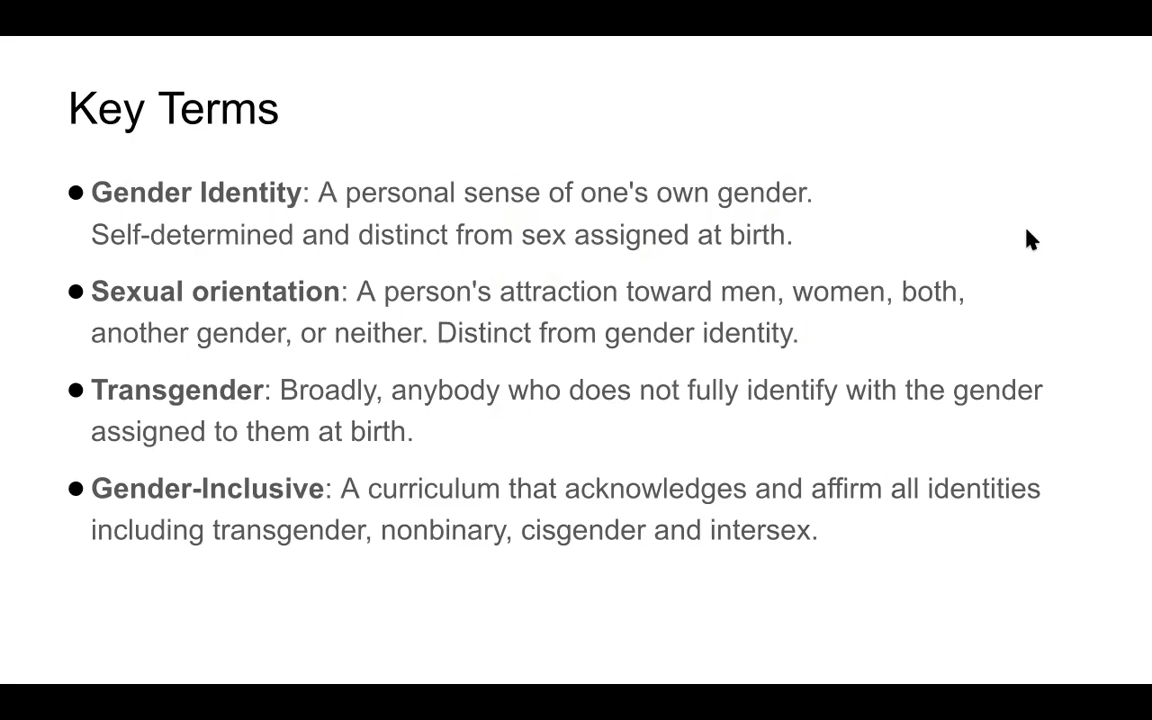 Key Terms
● Gender Identity: A personal sense of one's own gender.
Self-determined and distinct from sex assigned at birth.
● Sexual orientation: A person's attraction toward men, women, both,
another gender, or neither. Distinct from gender identity.
● Transgender: Broadly, anybody who does not fully identify with the gender
assigned to them at birth.
● Gender-Inclusive: A curriculum that acknowledges and affirm all identities
including transgender, nonbinary, cisgender and intersex.